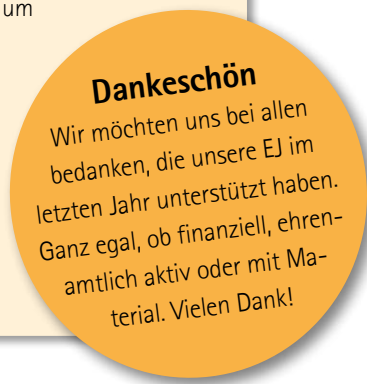 um
Dankeschön
Wir möchten uns bei allen
bedanken, die unsere EJ im
letzten Jahr unterstützt haben.
Ganz egal, ob finanziell, ehren-
amtlich aktiv oder mit Ma-
terial. Vielen Dank!